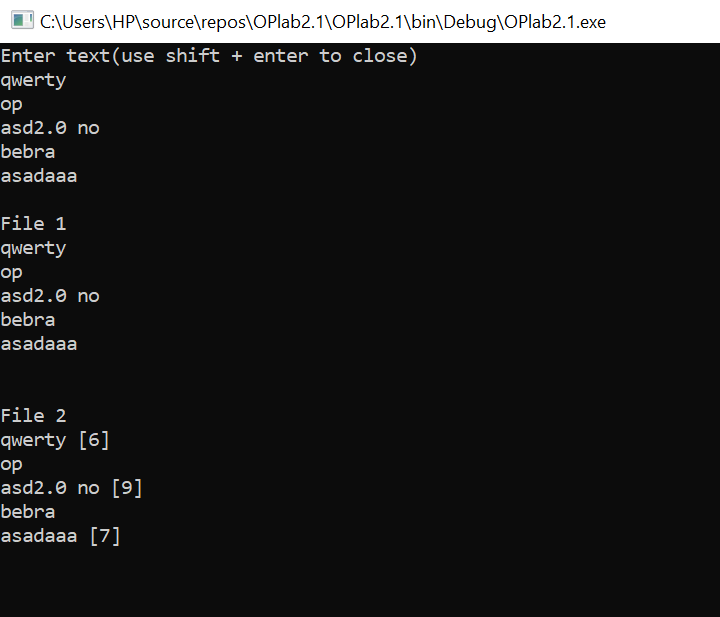 C:\Users\HP\source\repos\OPlab2.1\OPlab2.1\bin\Debug\OPlab2.1.exe
Enter text(use shift + enter to close)
qwerty
op
asd2.0 no
bebra
asadaaa
File 1
qwerty
op
asd2.0 no
bebra
asadaaa
File 2
qwerty [6]
op
asd2.0 no [9]
bebra
asadaaa [7]